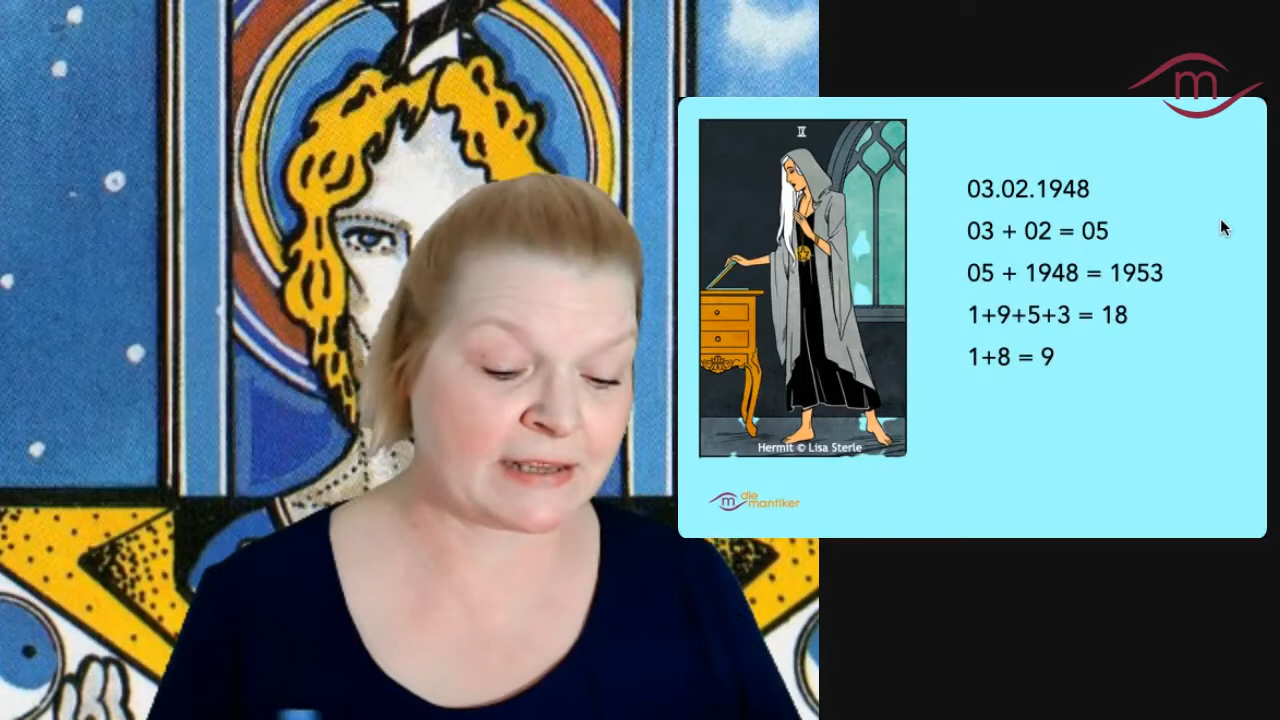 m
IX
03.02.1948
03 + 02 = 05
05 + 1948 = 1953
1+9+5+3 = 18
1+8 = 9
Hermit © Lisa Sterle
m die
mantiker